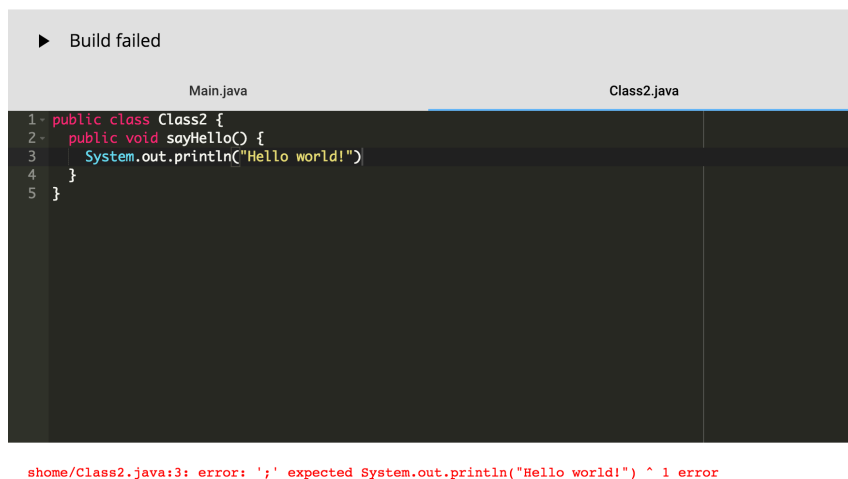 Build failed
Main.java Class2.java
1 public class Class2 {
2 public void sayHello() {
3 System.out.println("Hello world!")
4 }
5 }
shome/Class2.java:3: error: ';' expected System.out.println("Hello world!") ^ 1 error